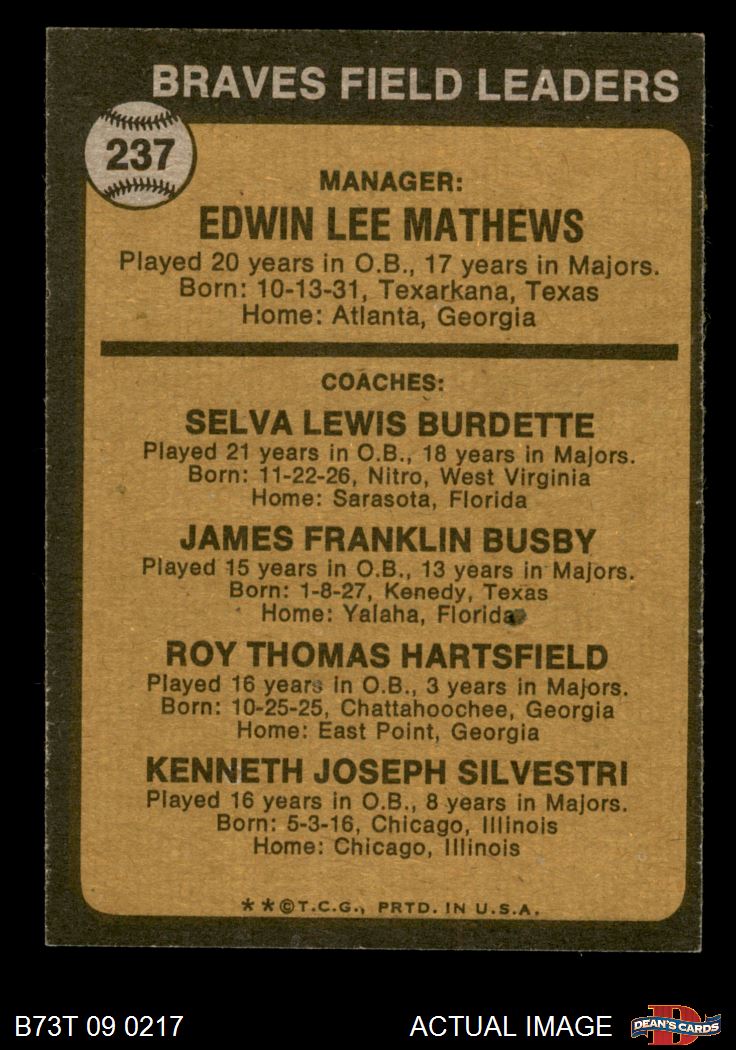 BRAVES FIELD LEADERS
237
MANAGER:
EDWIN LEE MATHEWS
Played 20 years in O.B., 17 years in Majors.
Born: 10-13-31, Texarkana, Texas
Home: Atlanta, Georgia
COACHES:
SELVA LEWIS BURDETTE
Played 21 years in O.B., 18 years in Majors.
Born: 11-22-26, Nitro, West Virginia
Home: Sarasota, Florida
JAMES FRANKLIN BUSBY
Played 15 years in O.B., 13 years in Majors.
Born: 1-8-27, Kenedy, Texas
Home: Yalaha, Florida
ROY THOMAS HARTSFIELD
Played 16 years in O.B., 3 years in Majors.
Born: 10-25-25, Chattahoochee, Georgia
Home: East Point, Georgia
KENNETH JOSEPH SILVESTRI
Played 16 years in O.B., 8 years in Majors.
Born: 5-3-16, Chicago, Illinois
Home: Chicago, Illinois
**©T.C.G., PRTD. IN U.S.A.
B73T 09 0217 ACTUAL IMAGE
D
DEAN'S CARDS